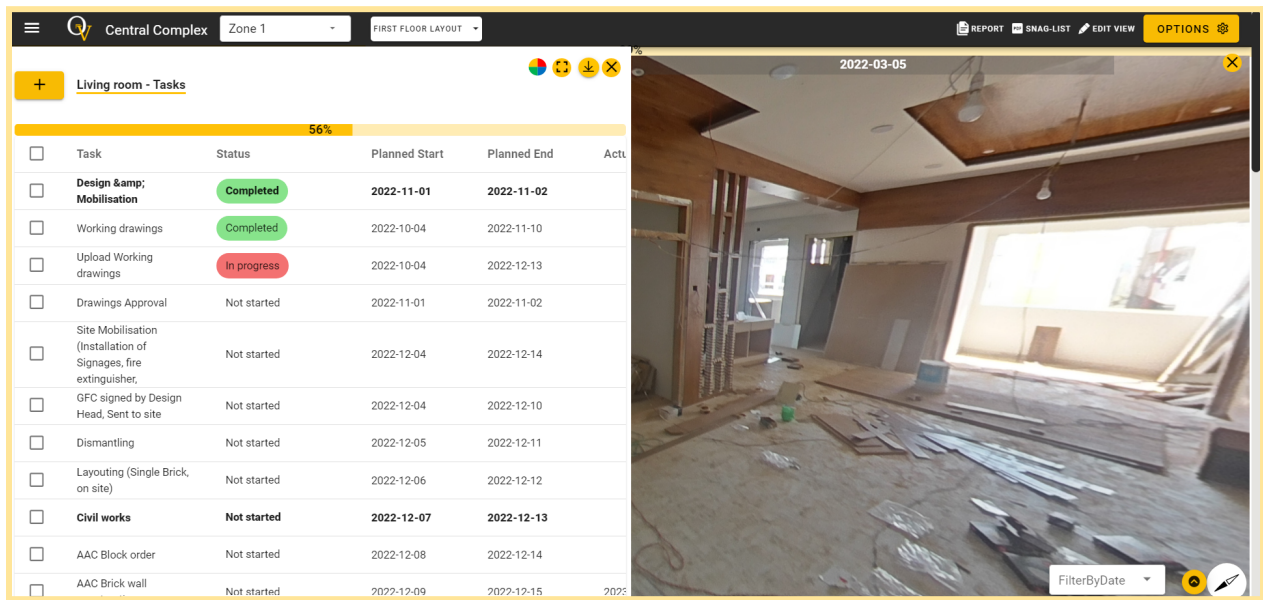 Central Complex
Zone 1
FIRST FLOOR LAYOUT
REPORT
SNAG-LIST
EDIT VIEW
OPTIONS
+
Living room - Tasks
%
2022-03-05
56%
Task Status Planned Start Planned End Actu
Design &amp;amp;
Mobilisation
Completed 2022-11-01 2022-11-02
Working drawings Completed 2022-10-04 2022-11-10
Upload Working
drawings
In progress 2022-10-04 2022-12-13
Drawings Approval Not started 2022-11-01 2022-11-02
Site Mobilisation
(Installation of
Signages, fire
extinguisher,
Not started 2022-12-04 2022-12-14
GFC signed by Design
Head, Sent to site
Not started 2022-12-04 2022-12-10
Dismantling Not started 2022-12-05 2022-12-11
Layouting (Single Brick,
on site)
Not started 2022-12-06 2022-12-12
Civil works Not started 2022-12-07 2022-12-13
AAC Block order Not started 2022-12-08 2022-12-14
AAC Brick wall
Not started 2022-12-09 2022-12-15 2023
FilterByDate